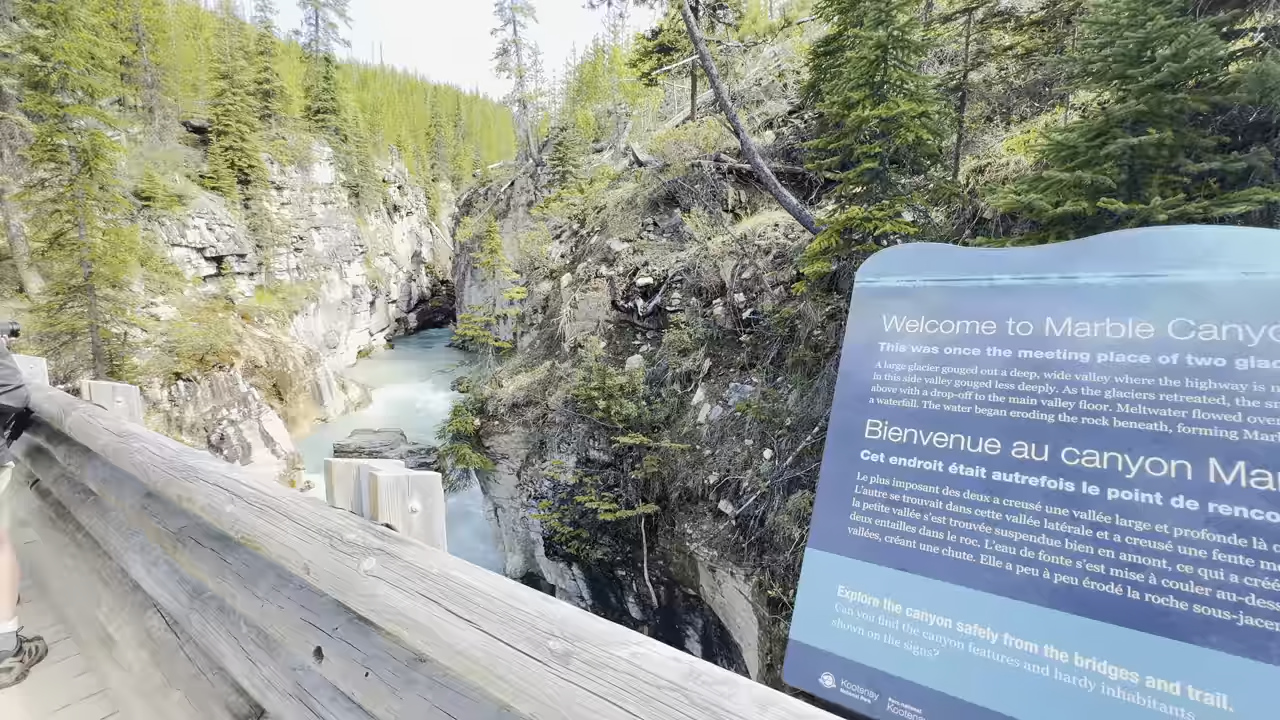 Welcome to Marble Canyo
This was once the meeting place of two glac
A large glacier gouged out a deep, wide valley where the highway is n
In this side valley gouged less deeply. As the glaciers retreated, the sm
above with a drop-off to the main valley floor. Meltwater flowed over
a waterfall. The water began eroding the rock beneath, forming Mar
Bienvenue au canyon Ma
Cet endroit était autrefois le point de renco
Le plus imposant des deux a creusé une vallée large et profonde là o
L'autre se trouvait dans cette vallée latérale et a creusé une fente mo
la petite vallée s'est trouvée suspendue bien en amont, ce qui a créé
deux entailles dans le roc. L'eau de fonte s'est mise à couler au-dess
vallées, créant une chute. Elle a peu à peu érodé la roche sous-jacen
Explore the canyon safely from the bridges and trail.
Can you find the canyon features and hardy inhabitants
shown on the signs?
Kootenay
National Park
Parc national
Kootenay